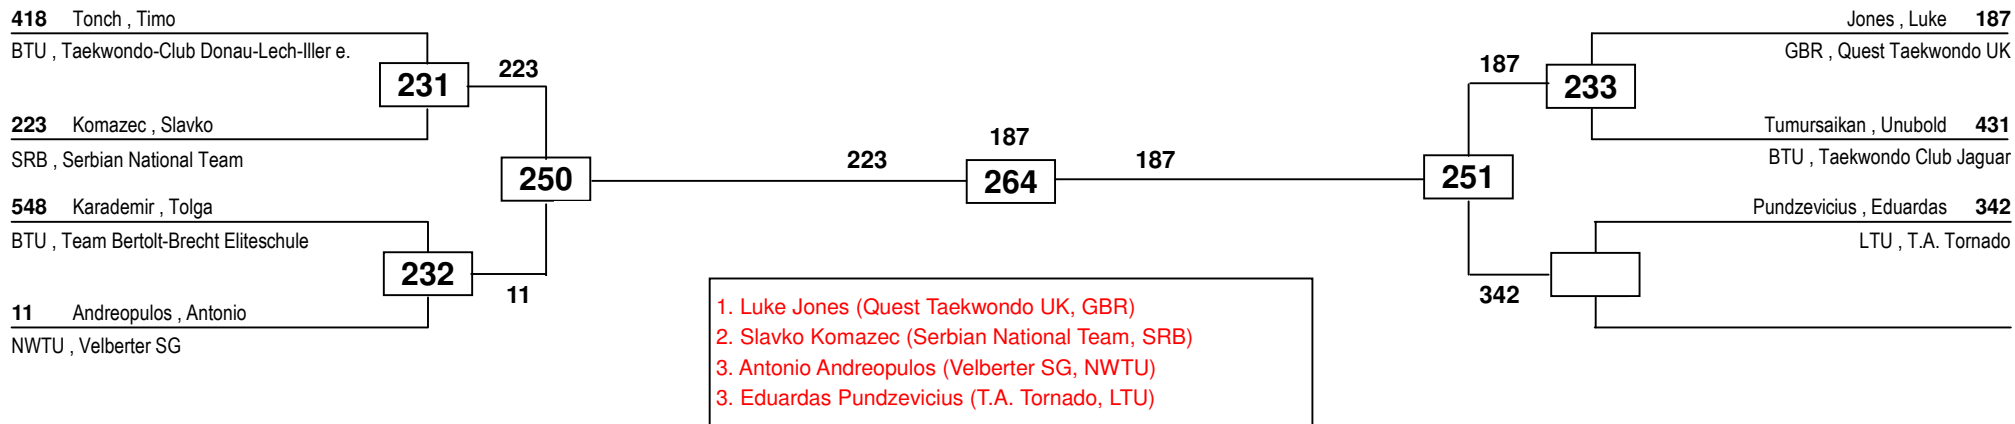 418 Tonch , Timo
BTU , Taekwondo-Club Donau-Lech-Iller e.
231
223
223 Komazec , Slavko
SRB , Serbian National Team
250
548 Karademir , Tolga
BTU , Team Bertolt-Brecht Eliteschule
232
11
11 Andreopulos , Antonio
NWTU , Velberter SG
223
187
264
187
Jones , Luke 187
GBR , Quest Taekwondo UK
187
233
Tumursaikan , Unubold 431
BTU , Taekwondo Club Jaguar
251
Pundzevicius , Eduardas 342
LTU , T.A. Tornado
342
1. Luke Jones (Quest Taekwondo UK, GBR)
2. Slavko Komazec (Serbian National Team, SRB)
3. Antonio Andreopulos (Velberter SG, NWTU)
3. Eduardas Pundzevicius (T.A. Tornado, LTU)